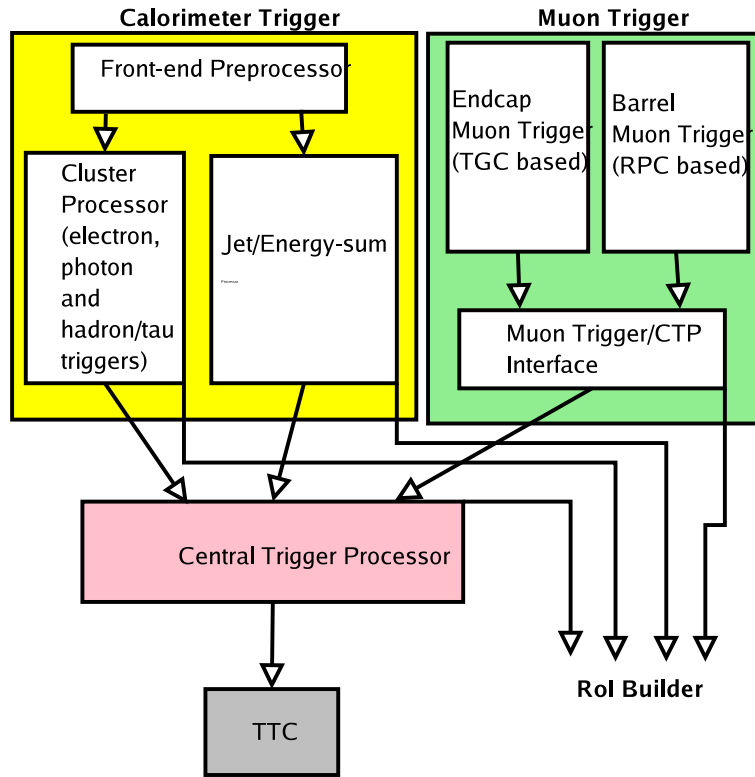 Calorimeter Trigger
Muon Trigger
Front-end Preprocessor
Endcap
Muon Trigger
(TGC based)
Barrel
Muon Trigger
(RPC based)
Cluster
Processor
(electron,
photon
and
hadron/tau
triggers)
Jet/Energy-sum
Processor
Muon Trigger/CTP
Interface
Central Trigger Processor
RoI Builder
TTC